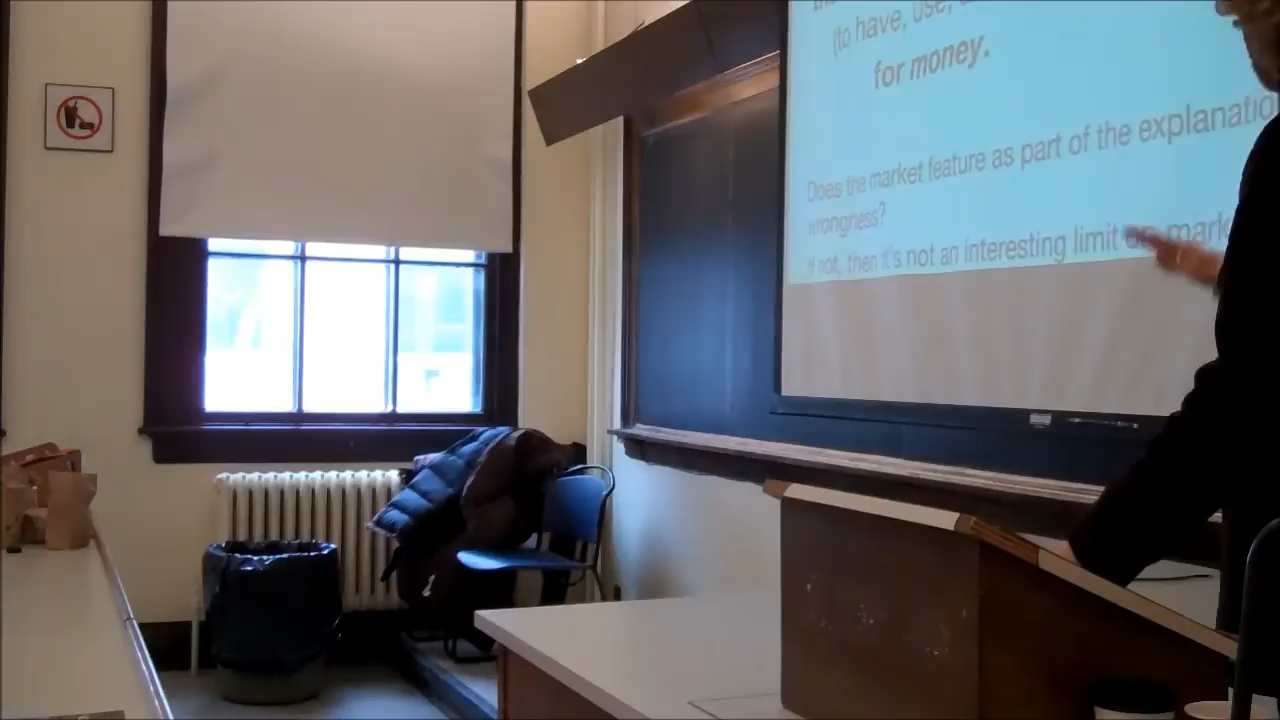 (to have, use,
for money.
Does the market feature as part of the
wrongness?
If not, then it's not an interesting limit on